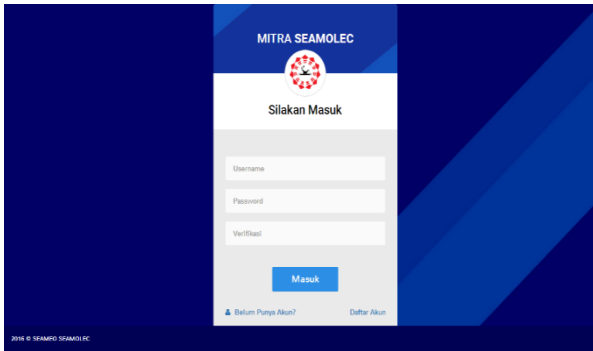 MITRA SEAMOLEC
Silakan Masuk
Username
Password
Verifikasi
Masuk
Belum Punya Akun? Daftar Akun
2016 © SEAMEO SEAMOLEC